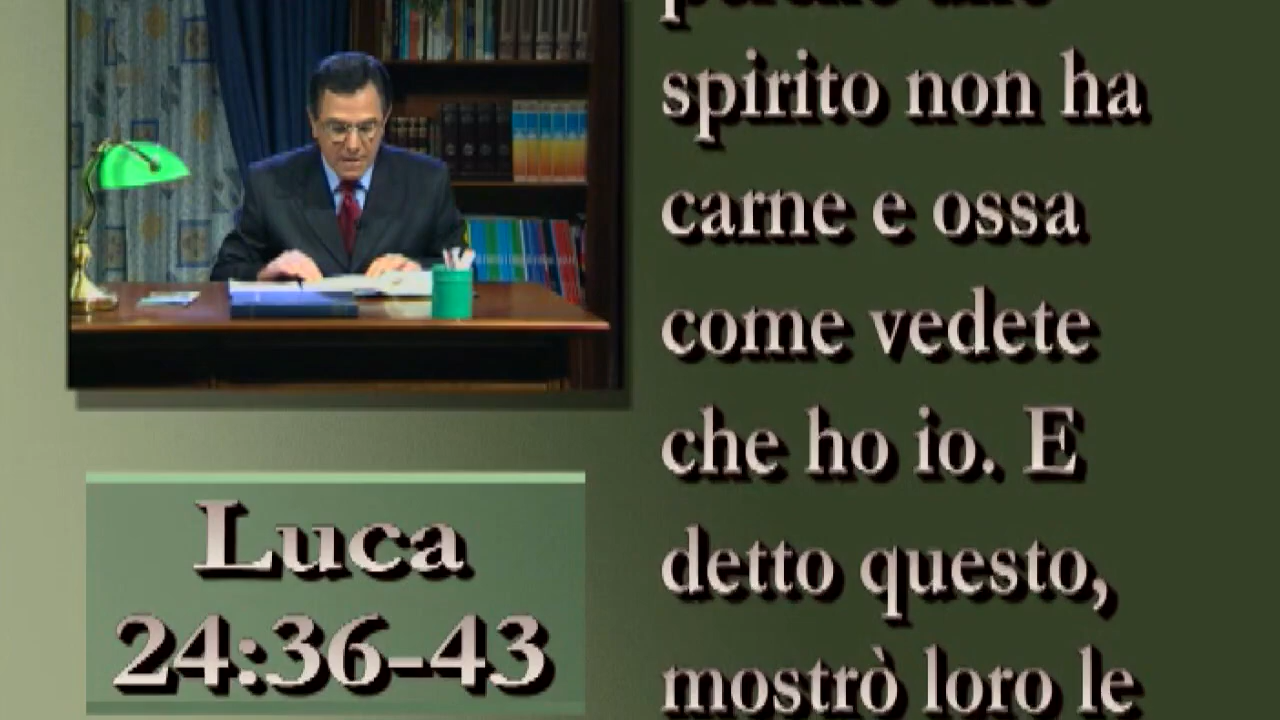 spirito non ha
carne e ossa
come vedete
che ho io. E
detto questo,
mostrò loro le
Luca
24:36-43